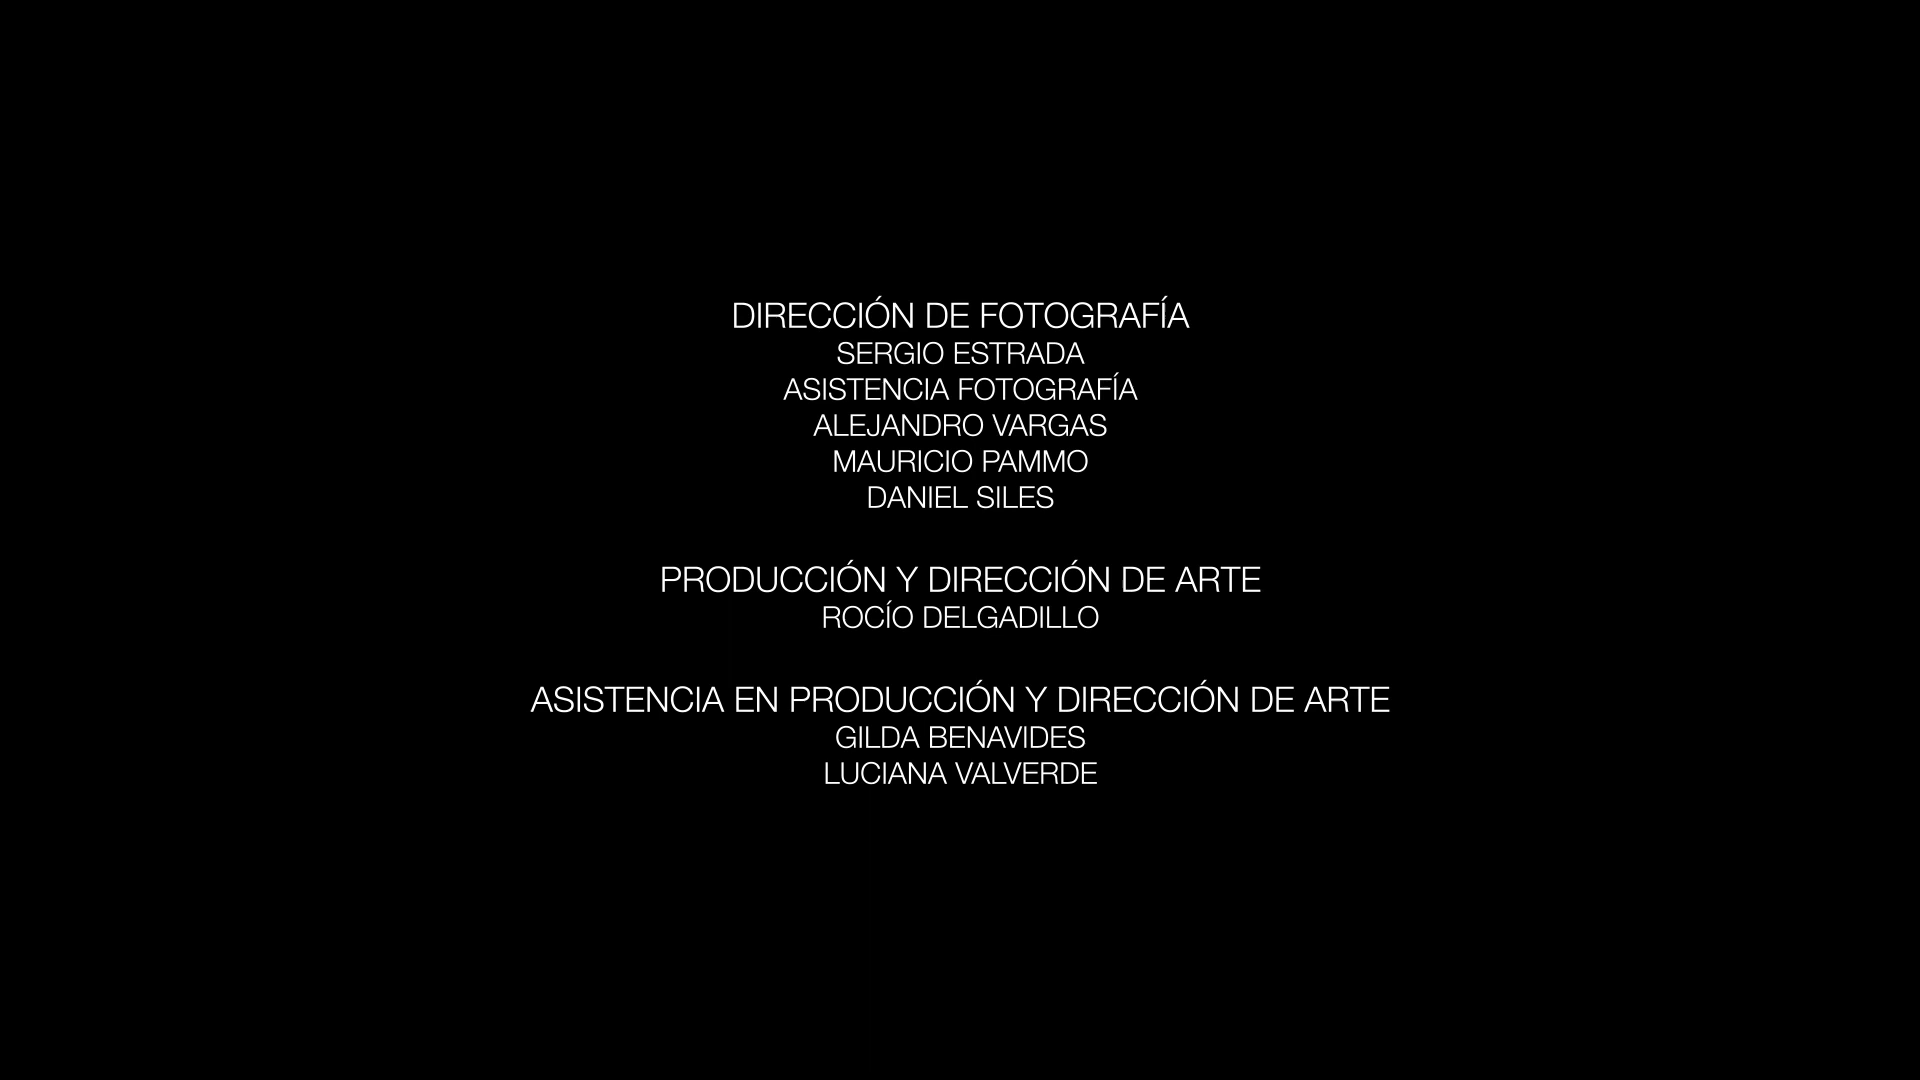 DIRECCIÓN DE FOTOGRAFÍA
SERGIO ESTRADA
ASISTENCIA FOTOGRAFÍA
ALEJANDRO VARGAS
MAURICIO PAMMO
DANIEL SILES
PRODUCCIÓN Y DIRECCIÓN DE ARTE
ROCÍO DELGADILLO
ASISTENCIA EN PRODUCCIÓN Y DIRECCIÓN DE ARTE
GILDA BENAVIDES
LUCIANA VALVERDE